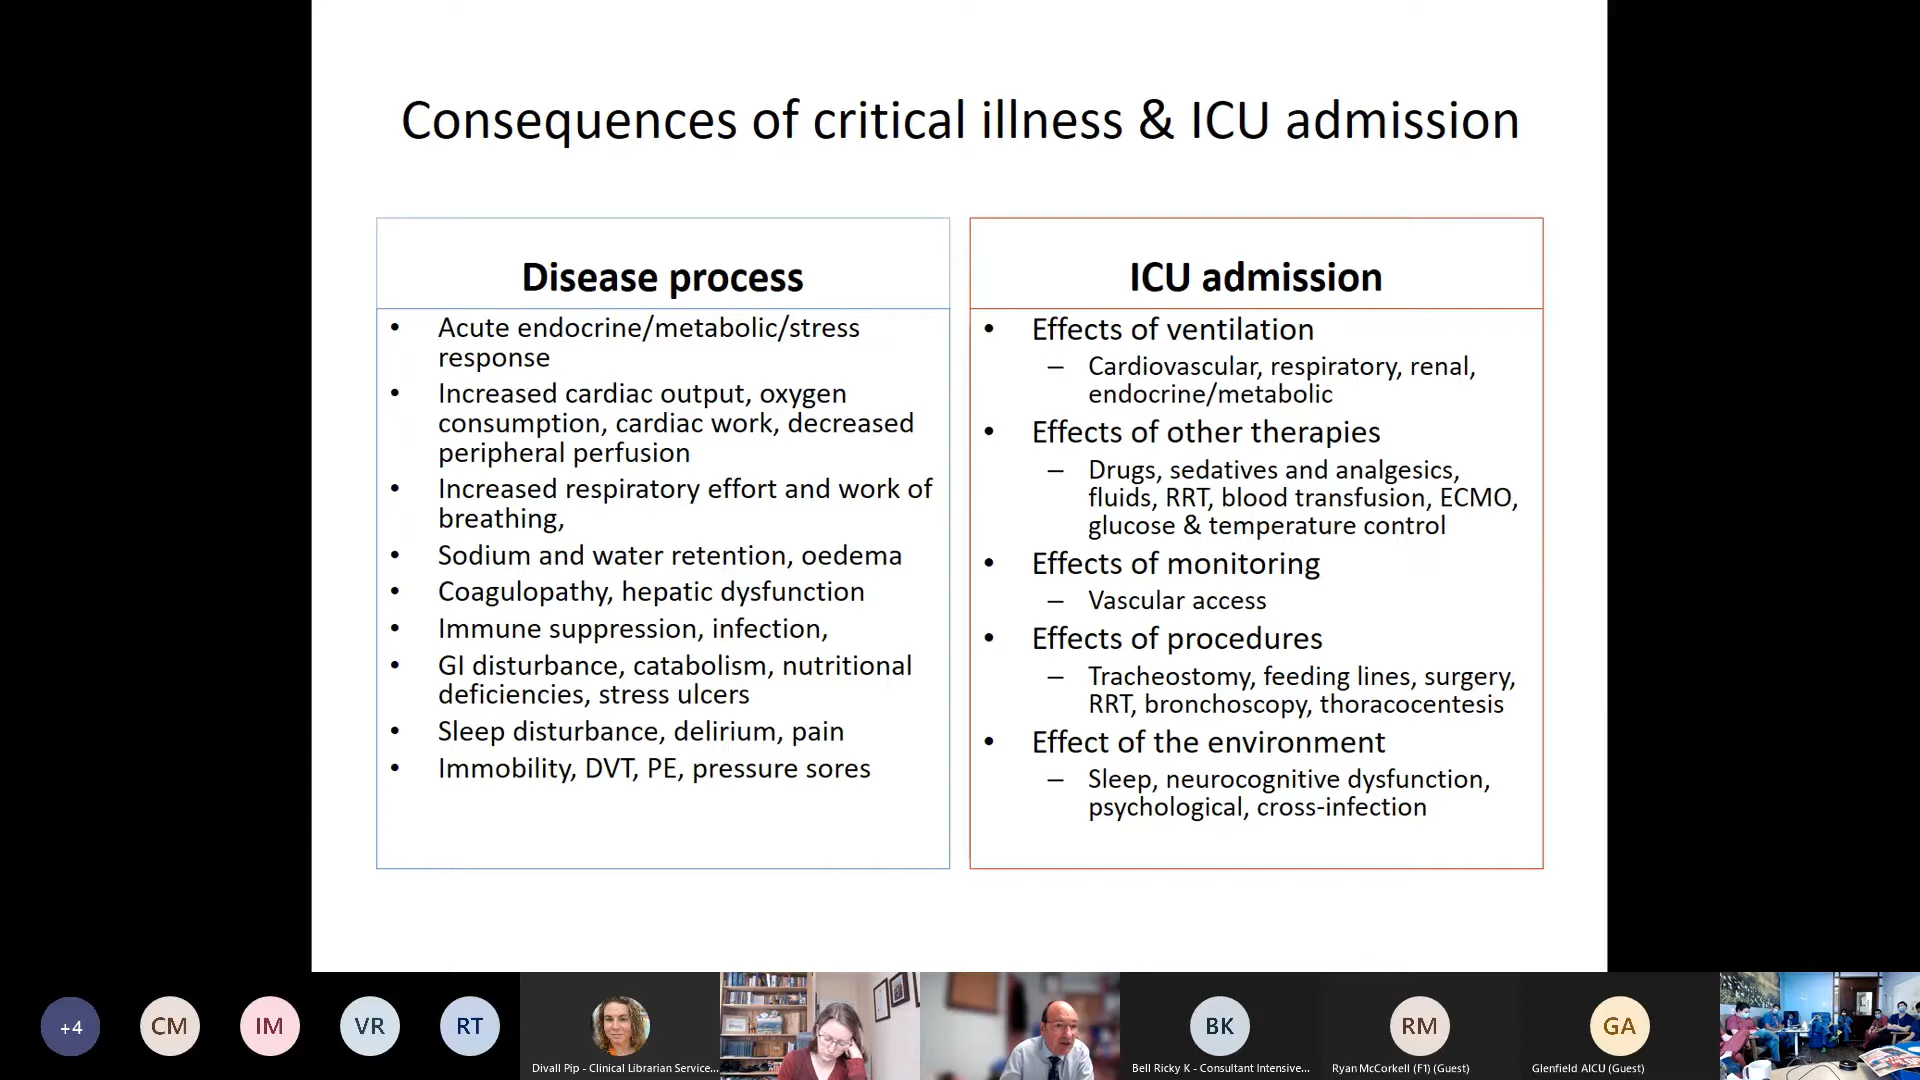 Consequences of critical illness & ICU admission
Disease process
• Acute endocrine/metabolic/stress
response
• Increased cardiac output, oxygen
consumption, cardiac work, decreased
peripheral perfusion
• Increased respiratory effort and work of
breathing,
• Sodium and water retention, oedema
• Coagulopathy, hepatic dysfunction
• Immune suppression, infection,
• GI disturbance, catabolism, nutritional
deficiencies, stress ulcers
• Sleep disturbance, delirium, pain
• Immobility, DVT, PE, pressure sores
ICU admission
• Effects of ventilation
– Cardiovascular, respiratory, renal,
endocrine/metabolic
• Effects of other therapies
– Drugs, sedatives and analgesics,
fluids, RRT, blood transfusion, ECMO,
glucose & temperature control
• Effects of monitoring
– Vascular access
• Effects of procedures
– Tracheostomy, feeding lines, surgery,
RRT, bronchoscopy, thoracocentesis
• Effect of the environment
– Sleep, neurocognitive dysfunction,
psychological, cross-infection
+4
CM
IM
VR
RT
Divall Pip - Clinical Librarian Service...
BK
Bell Ricky K - Consultant Intensive...
RM
Ryan McCorkell (F1) (Guest)
GA
Glenfield AICU (Guest)